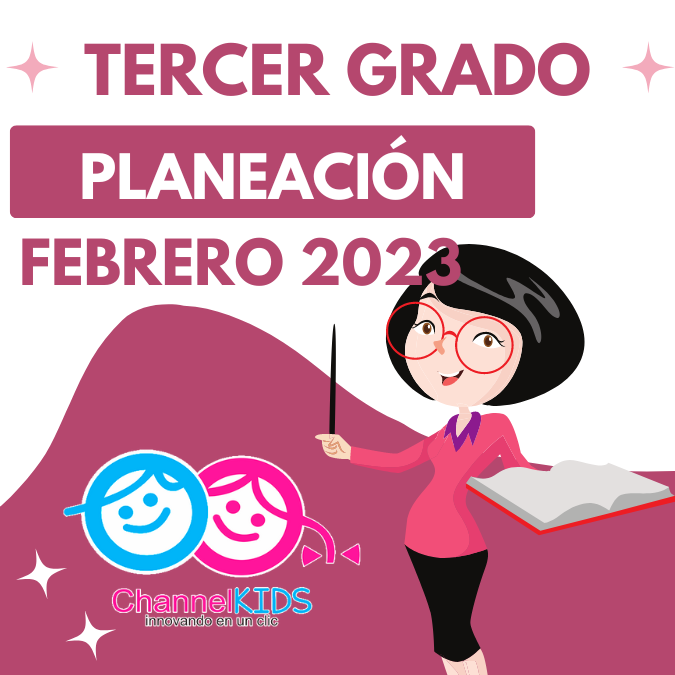 TERCER GRADO
PLANEACIÓN
FEBRERO 2023
ChannelKIDS
innovando en un clic